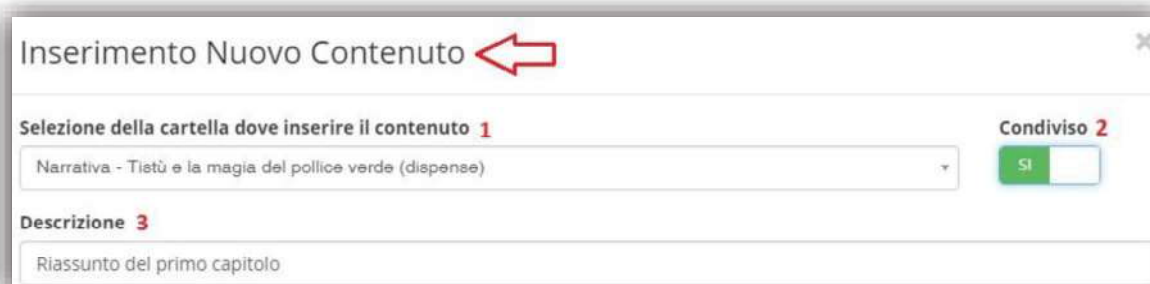 Inserimento Nuovo Contenuto
Selezione della cartella dove inserire il contenuto 1
Condiviso 2
Narrativa - Tistù e la magia del pollice verde (dispense)
SI
Descrizione 3
Riassunto del primo capitolo